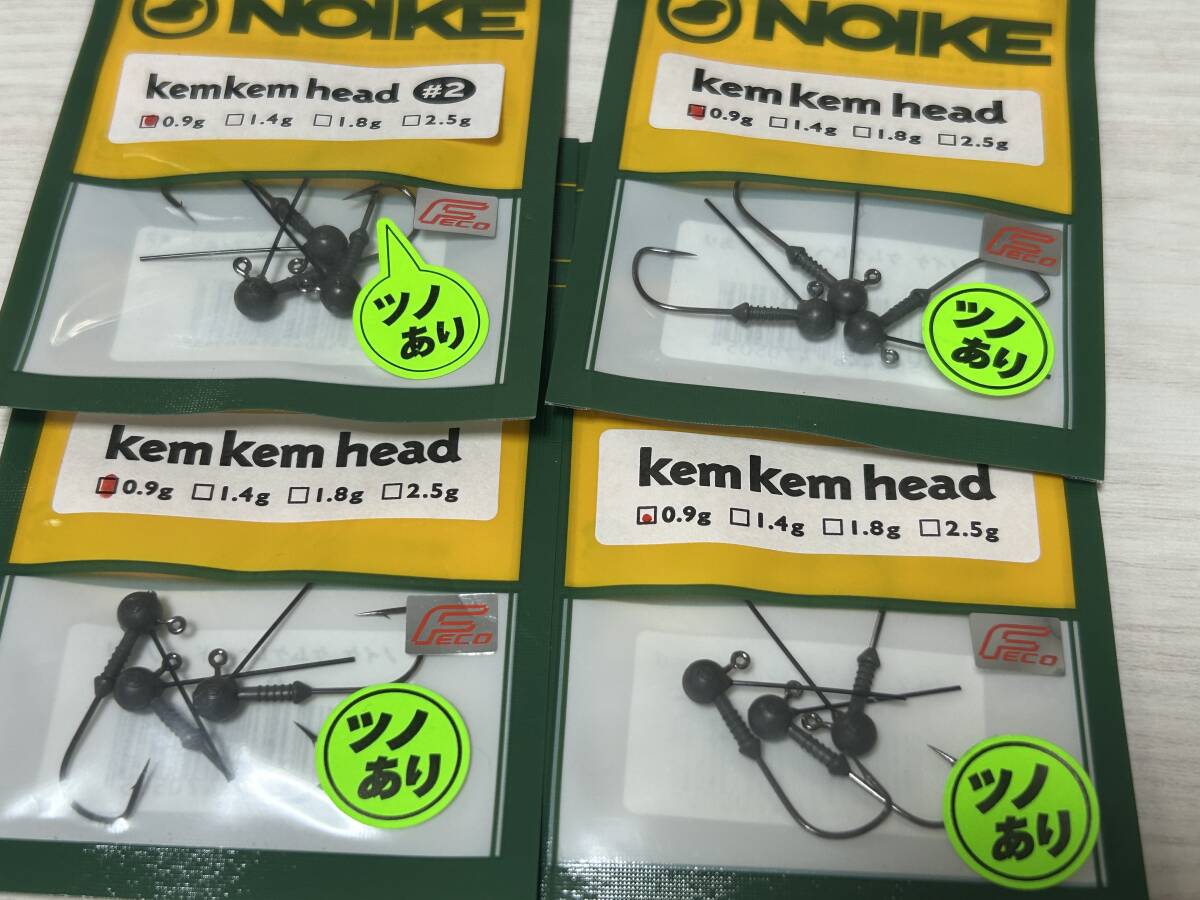 NOIKE
kemkem head #2
0.9g 1.4g 1.8g 2.5g
FECO
ツノ
あり
NOIKE
kem kem head
0.9g 1.4g 1.8g 2.5g
FECO
ツノ
あり
kem kem head
0.9g 1.4g 1.8g 2.5g
FECO
ツノ
あり
kem kem head
0.9g 1.4g 1.8g 2.5g
FECO
ツノ
あり